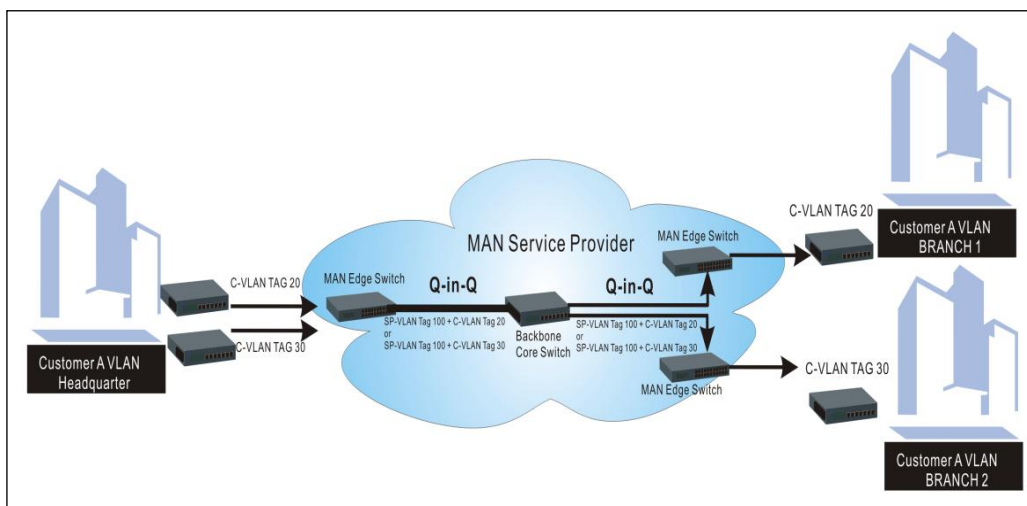 Customer A VLAN
Headquarter
C-VLAN TAG 20
C-VLAN TAG 30
MAN Service Provider
MAN Edge Switch
Q-in-Q
SP-VLAN Tag 100 + C-VLAN Tag 20
or
SP-VLAN Tag 100 + C-VLAN Tag 30
Backbone
Core Switch
Q-in-Q
SP-VLAN Tag 100 + C-VLAN Tag 20
or
SP-VLAN Tag 100 + C-VLAN Tag 30
MAN Edge Switch
MAN Edge Switch
C-VLAN TAG 20
Customer A VLAN
BRANCH 1
C-VLAN TAG 30
Customer A VLAN
BRANCH 2